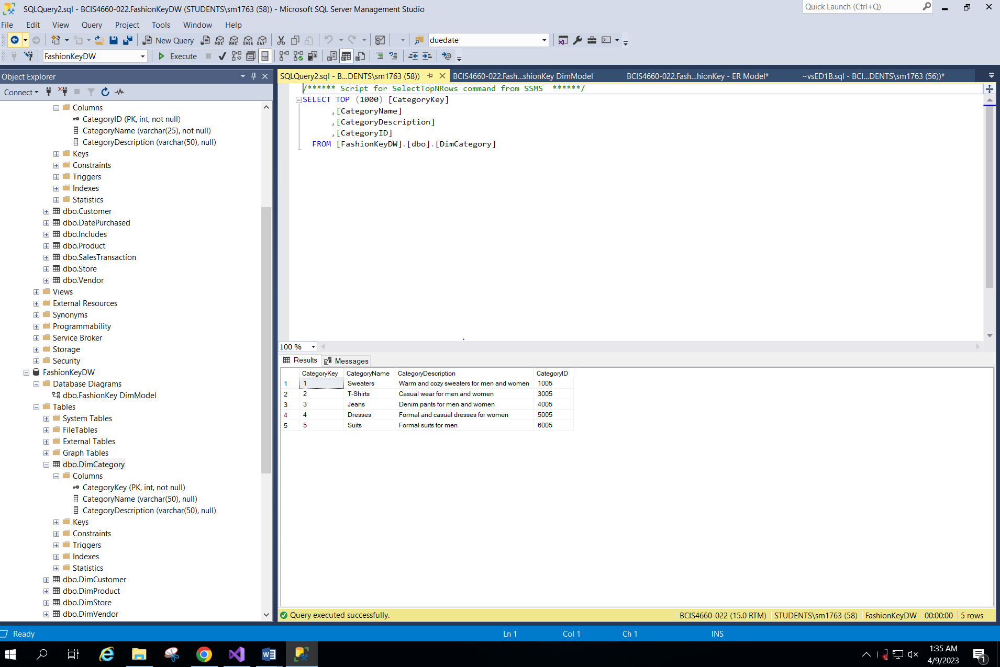 SQLQuery2.sql - BCIS4660-022.FashionKeyDW (STUDENTS\sm1763 (58)) - Microsoft SQL Server Management Studio
Quick Launch (Ctrl+Q)
File Edit View Query Project Tools Window Help
New Query
MDX DMX XMLA DAX
duedate
FashionKeyDW
Execute
Object Explorer
Connect
Columns
CategoryID (PK, int, not null)
CategoryName (varchar(25), not null)
CategoryDescription (varchar(50), null)
Keys
Constraints
Triggers
Indexes
Statistics
dbo.Customer
dbo.DatePurchased
dbo.Includes
dbo.Product
dbo.SalesTransaction
dbo.Store
dbo.Vendor
Views
External Resources
Synonyms
Programmability
Service Broker
Storage
Security
FashionKeyDW
Database Diagrams
dbo.FashionKey DimModel
Tables
System Tables
FileTables
External Tables
Graph Tables
dbo.DimCategory
Columns
CategoryKey (PK, int, not null)
CategoryName (varchar(50), null)
CategoryDescription (varchar(50), null)
Keys
Constraints
Triggers
Indexes
Statistics
dbo.DimCustomer
dbo.DimProduct
dbo.DimStore
dbo.DimVendor
SQLQuery2.sql - B...DENTS\sm1763 (58)) BCIS4660-022.Fash...shionKey DimModel BCIS4660-022.Fash...hionKey - ER Model* ~vsED1B.sql - BCI...DENTS\sm1763 (56))*
/****** Script for SelectTopNRows command from SSMS ******/
SELECT TOP (1000) [CategoryKey]
,[CategoryName]
,[CategoryDescription]
,[CategoryID]
FROM [FashionKeyDW].[dbo].[DimCategory]
100 %
Results Messages
CategoryKey CategoryName CategoryDescription CategoryID
1 1 Sweaters Warm and cozy sweaters for men and women 1005
2 2 T-Shirts Casual wear for men and women 3005
3 3 Jeans Denim pants for men and women 4005
4 4 Dresses Formal and casual dresses for women 5005
5 5 Suits Formal suits for men 6005
Query executed successfully. BCIS4660-022 (15.0 RTM) STUDENTS\sm1763 (58) FashionKeyDW 00:00:00 5 rows
Ready Ln 1 Col 1 Ch 1 INS
1:35 AM
4/9/2023
1